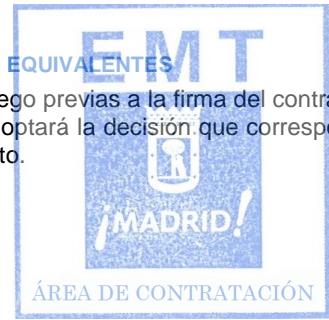 EMT
EQUIVALENTES
ego previas a la firma del contra
optará la decisión que correspo
to.
¡MADRID!
ÁREA DE CONTRATACIÓN